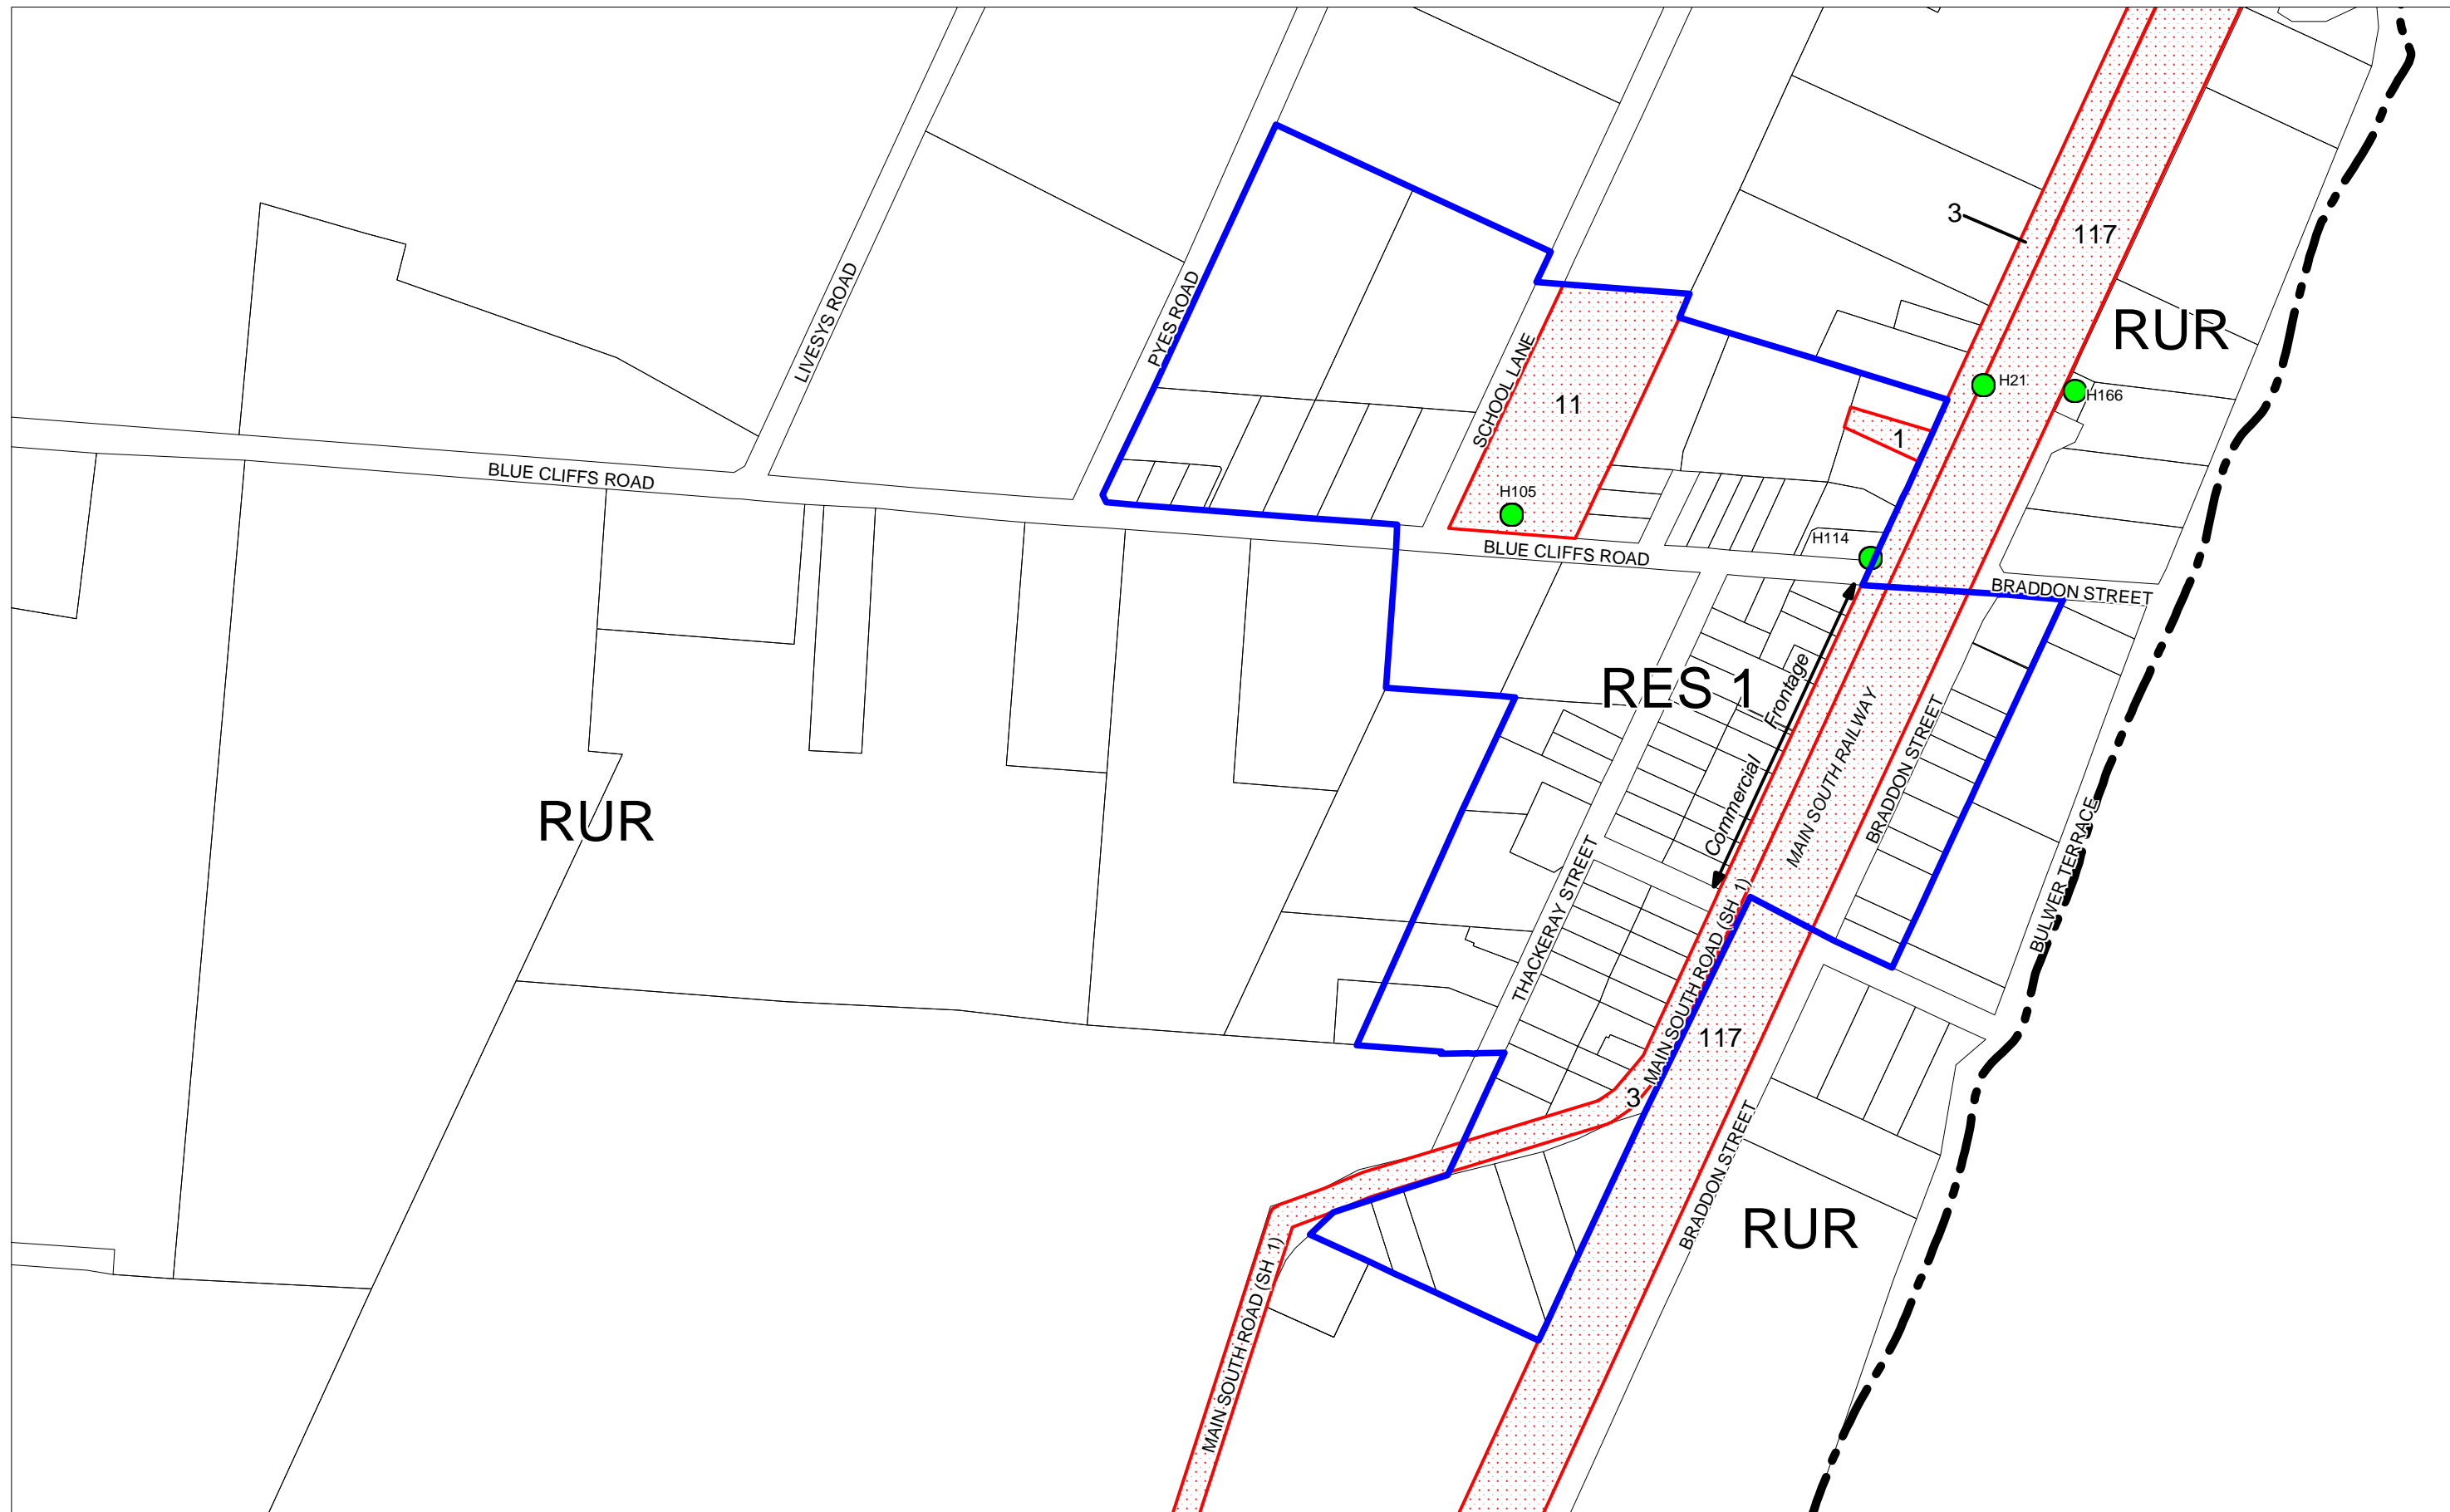 3
117
RUR
LIVESYS ROAD
PYES ROAD
SCHOOL LANE
11
H21
H166
1
BLUE CLIFFS ROAD
H105
H114
BLUE CLIFFS ROAD
BRADDON STREET
RES 1
Commercial Frontage
MAIN SOUTH RAILWAY
BRADDON STREET
RUR
THACKERAY STREET
BULWER TERRACE
MAIN SOUTH ROAD (SH 1)
117
3
BRADDON STREET
RUR
MAIN SOUTH ROAD (SH 1)